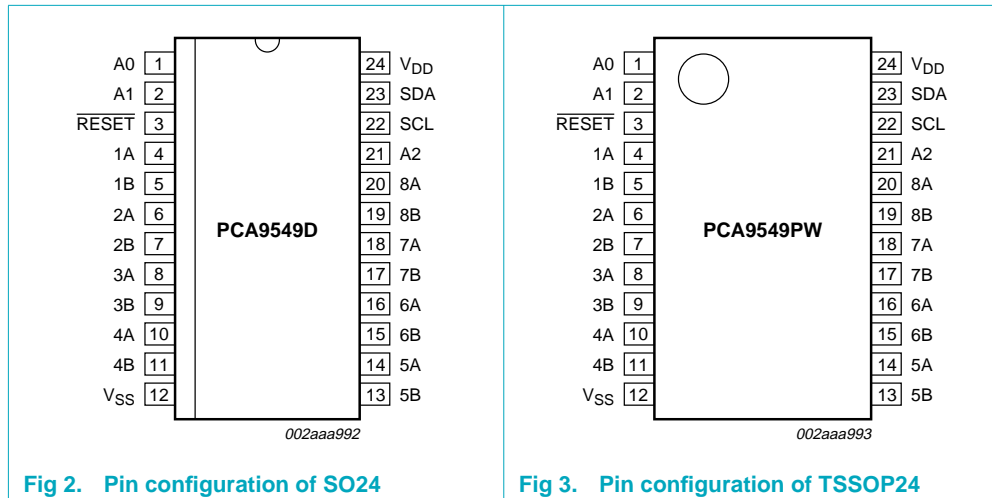 A0 1 24 VDD
A1 2 23 SDA
RESET 3 22 SCL
1A 4 21 A2
1B 5 20 8A
2A 6 19 8B
2B 7 18 7A
3A 8 17 7B
3B 9 16 6A
4A 10 15 6B
4B 11 14 5A
VSS 12 13 5B
PCA9549D
002aaa992
Fig 2. Pin configuration of SO24
A0 1 24 VDD
A1 2 23 SDA
RESET 3 22 SCL
1A 4 21 A2
1B 5 20 8A
2A 6 19 8B
2B 7 18 7A
3A 8 17 7B
3B 9 16 6A
4A 10 15 6B
4B 11 14 5A
VSS 12 13 5B
PCA9549PW
002aaa993
Fig 3. Pin configuration of TSSOP24